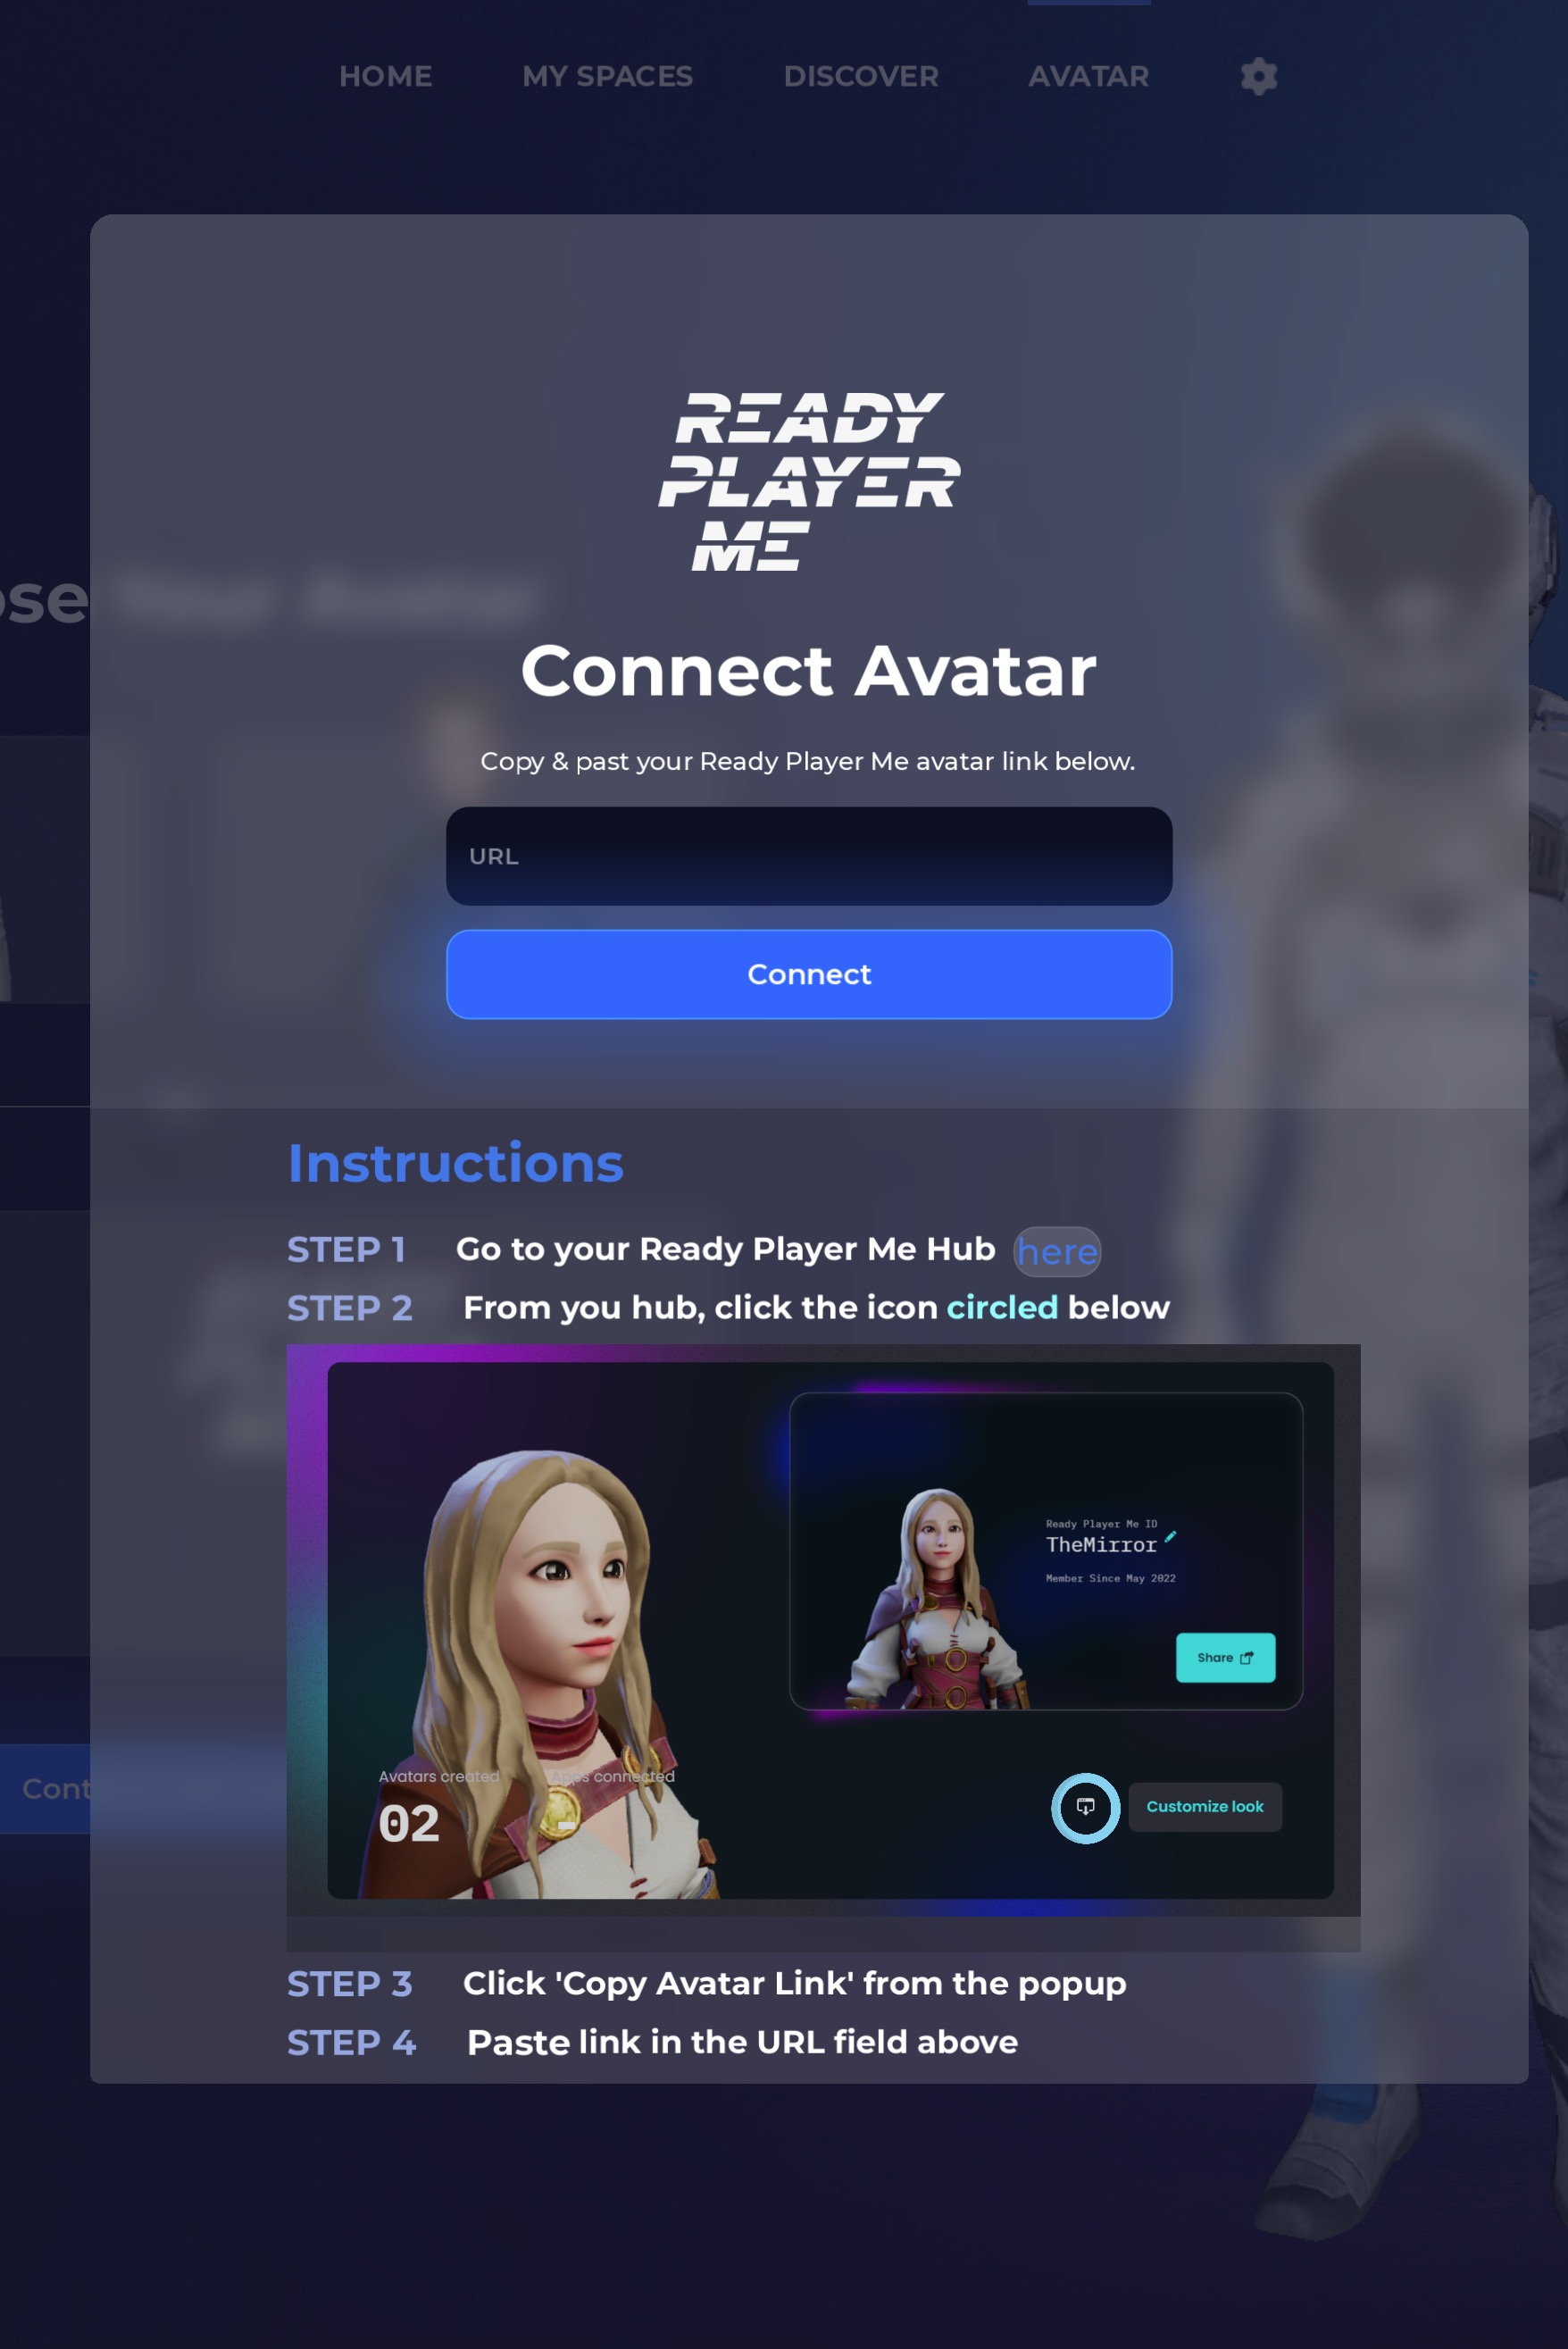 HOME MY SPACES DISCOVER AVATAR
READY
PLAYER
ME
ose Your Avatar
Connect Avatar
Copy & past your Ready Player Me avatar link below.
URL
Connect
Instructions
STEP 1 Go to your Ready Player Me Hub here
STEP 2 From you hub, click the icon circled below
Ready Player Me ID
TheMirror
Member Since May 2022
Share
Avatars created Apps connected
02 -
Customize look
Cont
STEP 3 Click 'Copy Avatar Link' from the popup
STEP 4 Paste link in the URL field above